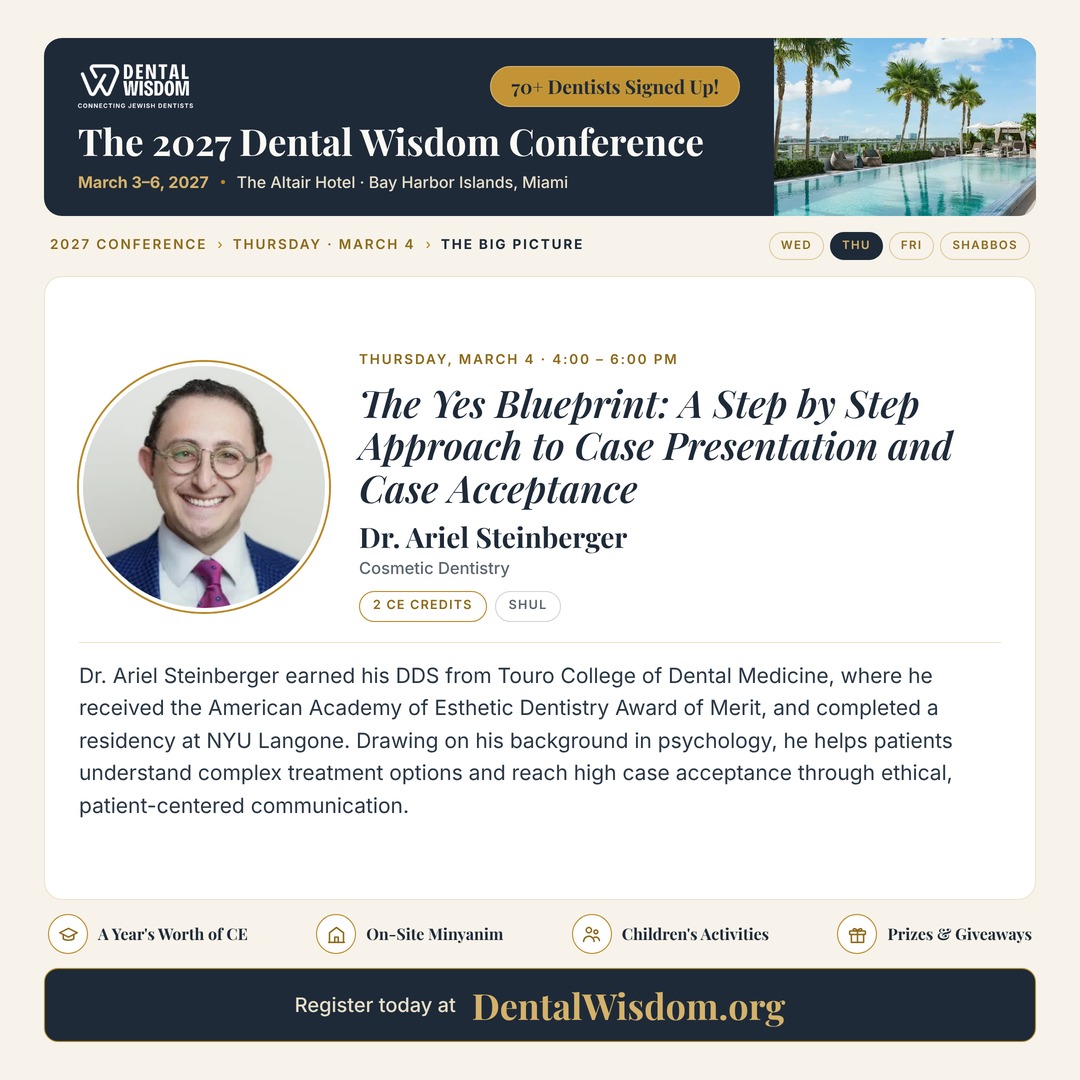 DENTAL
WISDOM
CONNECTING JEWISH DENTISTS
70+ Dentists Signed Up!
The 2027 Dental Wisdom Conference
March 3–6, 2027 • The Altair Hotel · Bay Harbor Islands, Miami
2027 CONFERENCE › THURSDAY · MARCH 4 › THE BIG PICTURE
WED THU FRI SHABBOS
THURSDAY, MARCH 4 · 4:00 – 6:00 PM
The Yes Blueprint: A Step by Step
Approach to Case Presentation and
Case Acceptance
Dr. Ariel Steinberger
Cosmetic Dentistry
2 CE CREDITS SHUL
Dr. Ariel Steinberger earned his DDS from Touro College of Dental Medicine, where he
received the American Academy of Esthetic Dentistry Award of Merit, and completed a
residency at NYU Langone. Drawing on his background in psychology, he helps patients
understand complex treatment options and reach high case acceptance through ethical,
patient-centered communication.
A Year's Worth of CE On-Site Minyanim Children's Activities Prizes & Giveaways
Register today at DentalWisdom.org